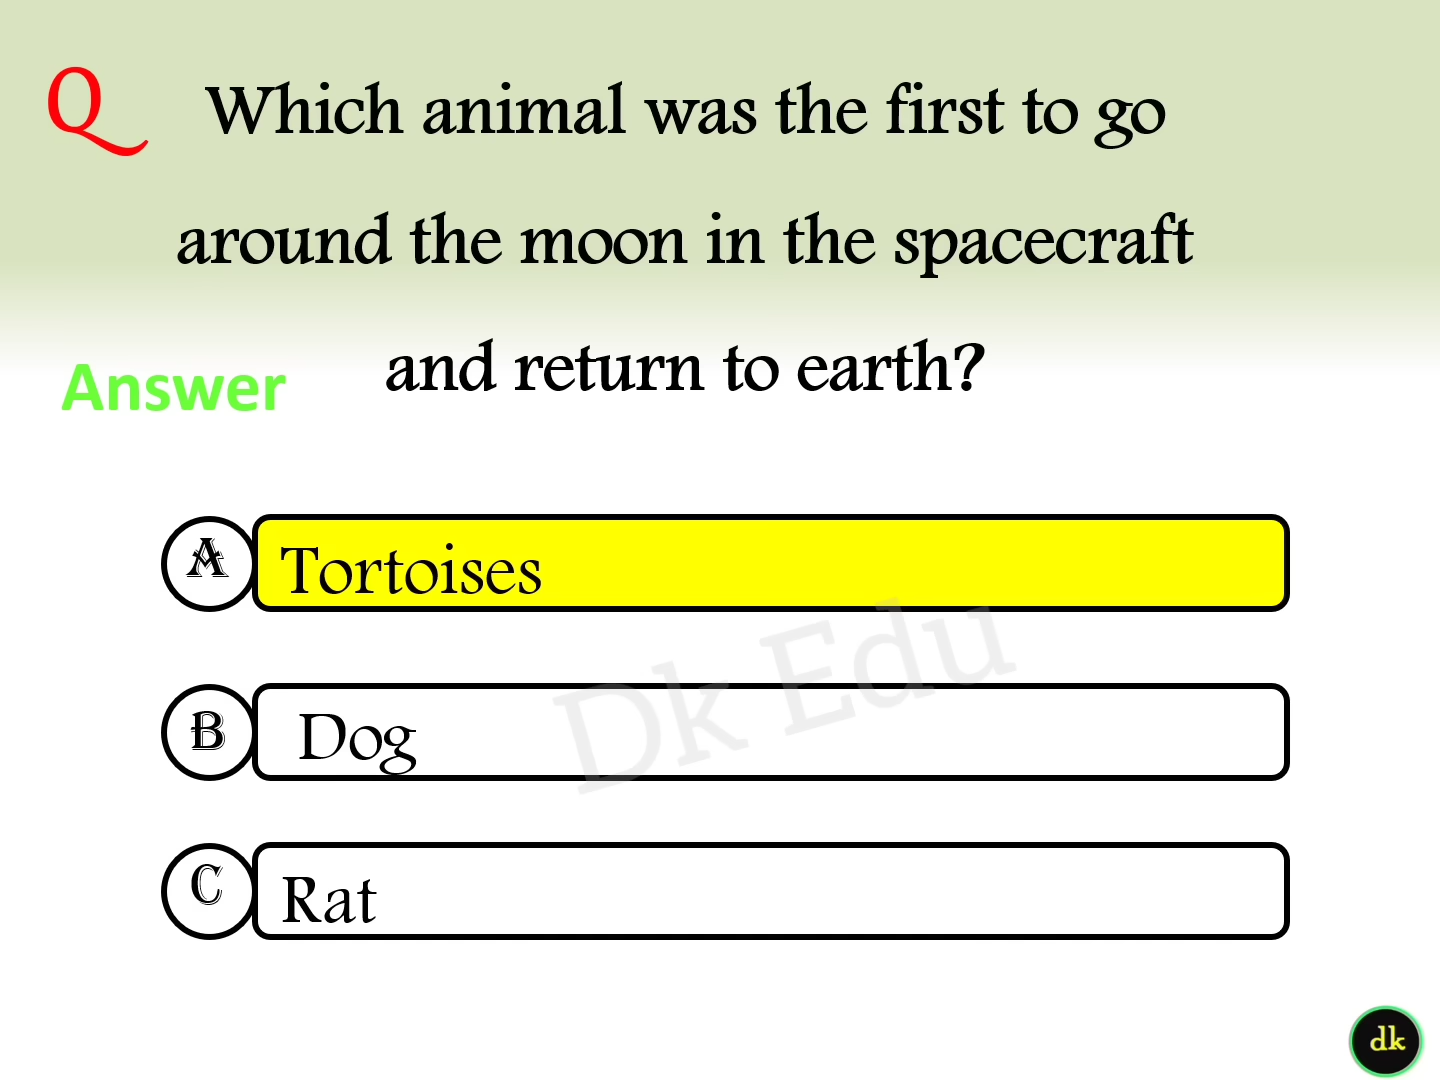 Q
Which animal was the first to go
around the moon in the spacecraft
and return to earth?
Answer
A Tortoises
B Dog
C Rat
Dk Edu
dk